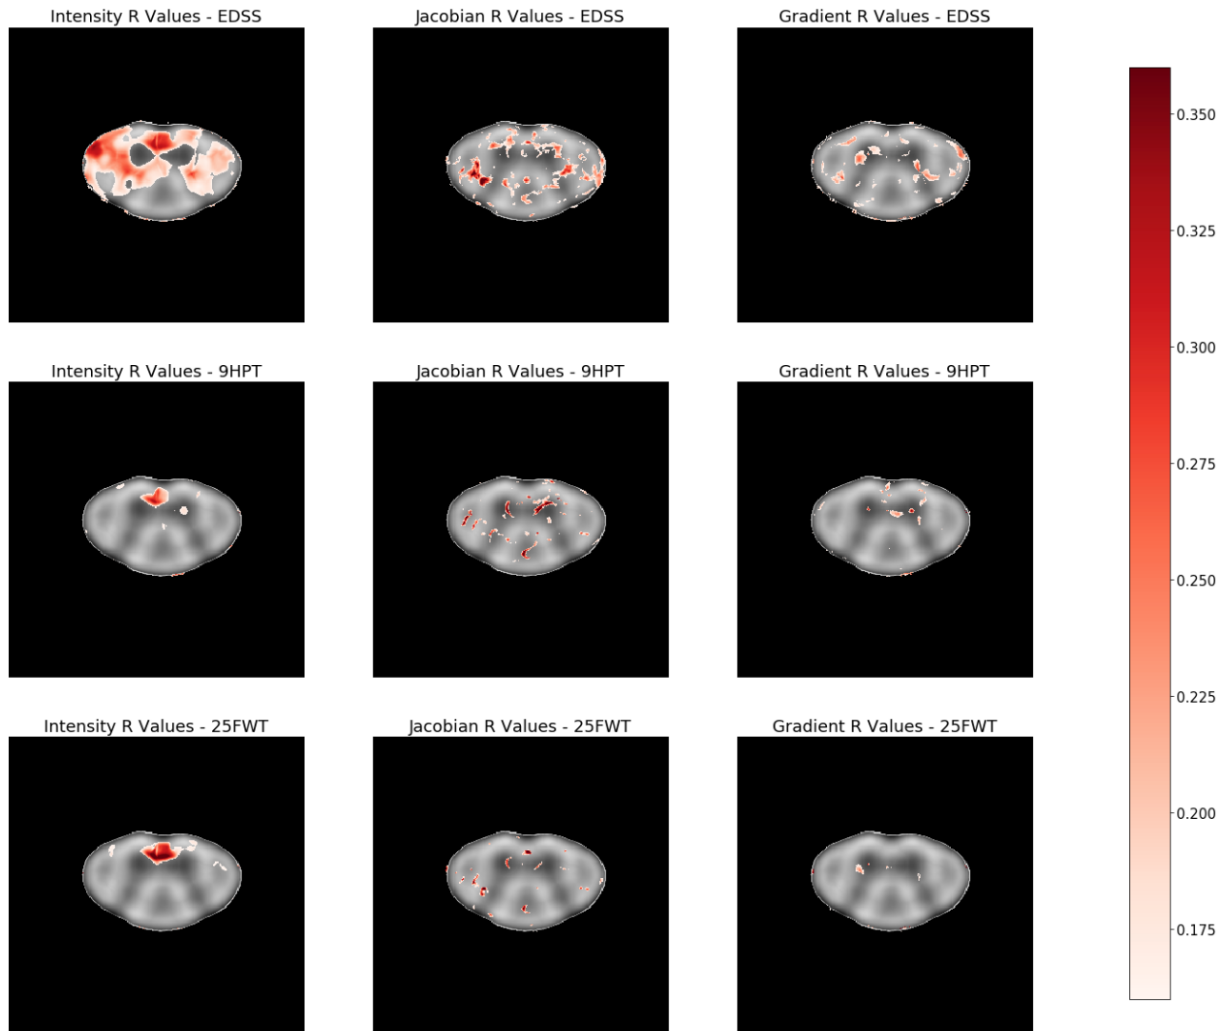 Intensity R Values - EDSS
Jacobian R Values - EDSS
Gradient R Values - EDSS
Intensity R Values - 9HPT
Jacobian R Values - 9HPT
Gradient R Values - 9HPT
Intensity R Values - 25FWT
Jacobian R Values - 25FWT
Gradient R Values - 25FWT
0.350
0.325
0.300
0.275
0.250
0.225
0.200
0.175